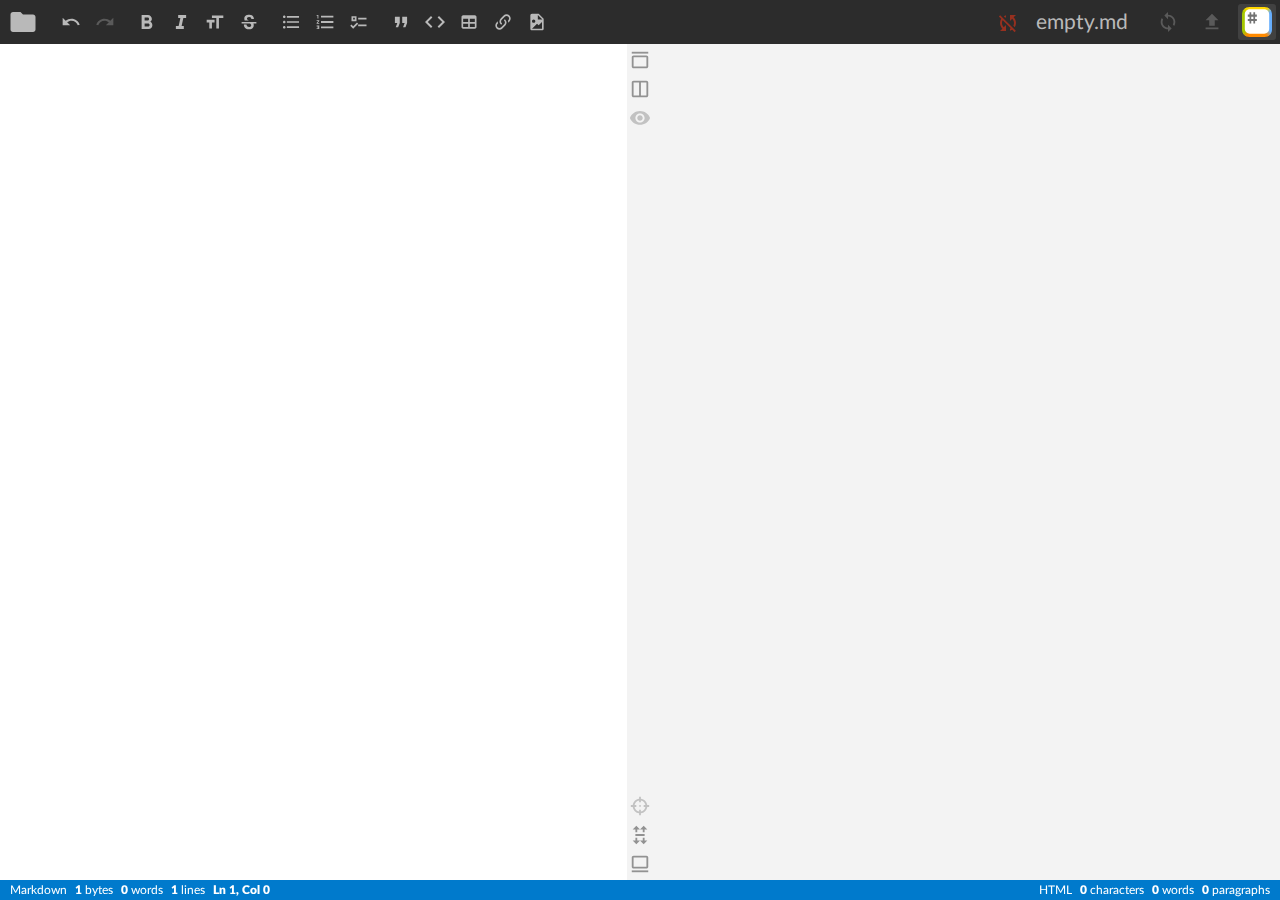 empty.md
Markdown 1 bytes 0 words 1 lines Ln 1, Col 0
HTML 0 characters 0 words 0 paragraphs